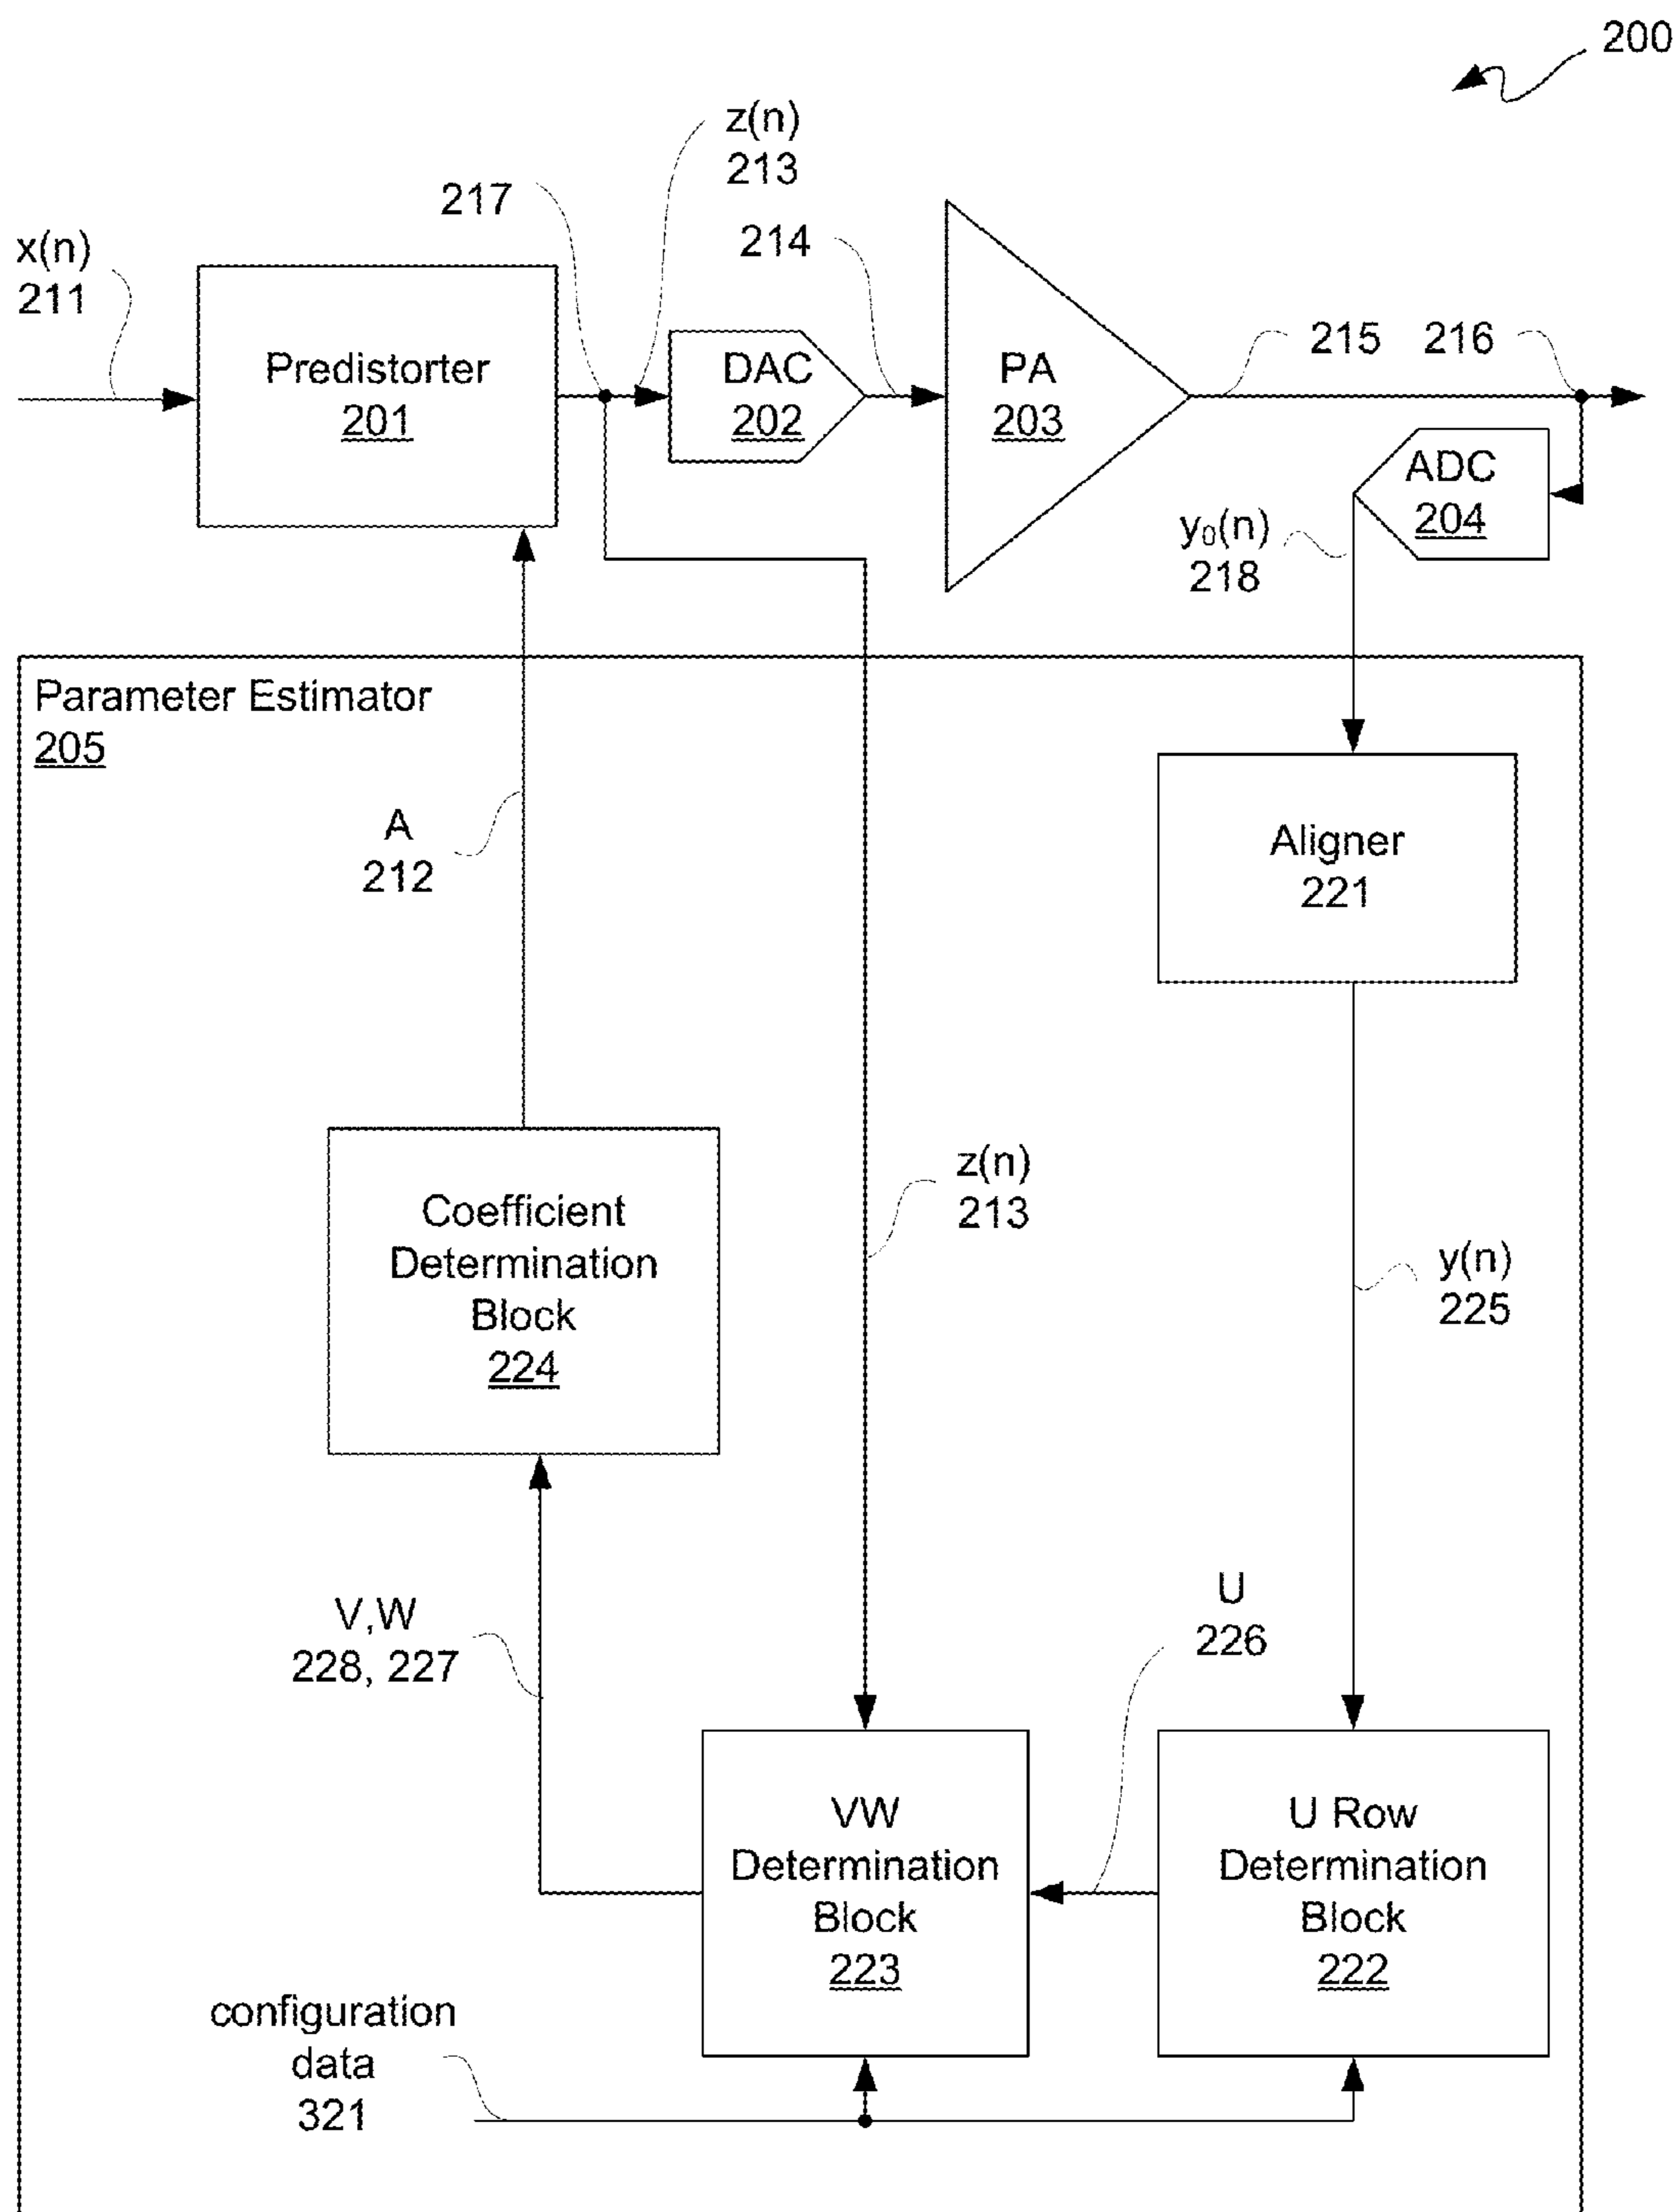 200
z(n)
213
217
214
x(n)
211
Predistorter
201
DAC
202
PA
203
215
216
ADC
204
y₀(n)
218
Parameter Estimator
205
A
212
Aligner
221
Coefficient
Determination
Block
224
z(n)
213
y(n)
225
V,W
228, 227
U
226
VW
Determination
Block
223
U Row
Determination
Block
222
configuration
data
321